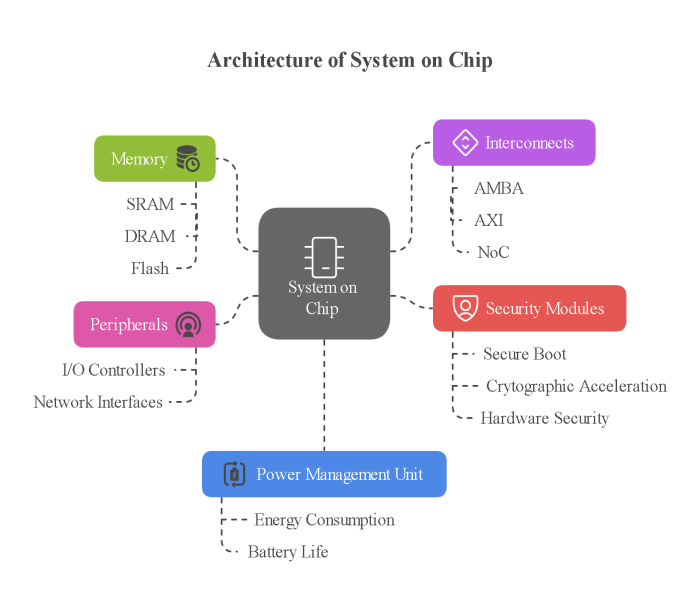 Architecture of System on Chip
Memory
SRAM
DRAM
Flash
Peripherals
I/O Controllers
Network Interfaces
System on
Chip
Interconnects
AMBA
AXI
NoC
Security Modules
Secure Boot
Crytographic Acceleration
Hardware Security
Power Management Unit
Energy Consumption
Battery Life